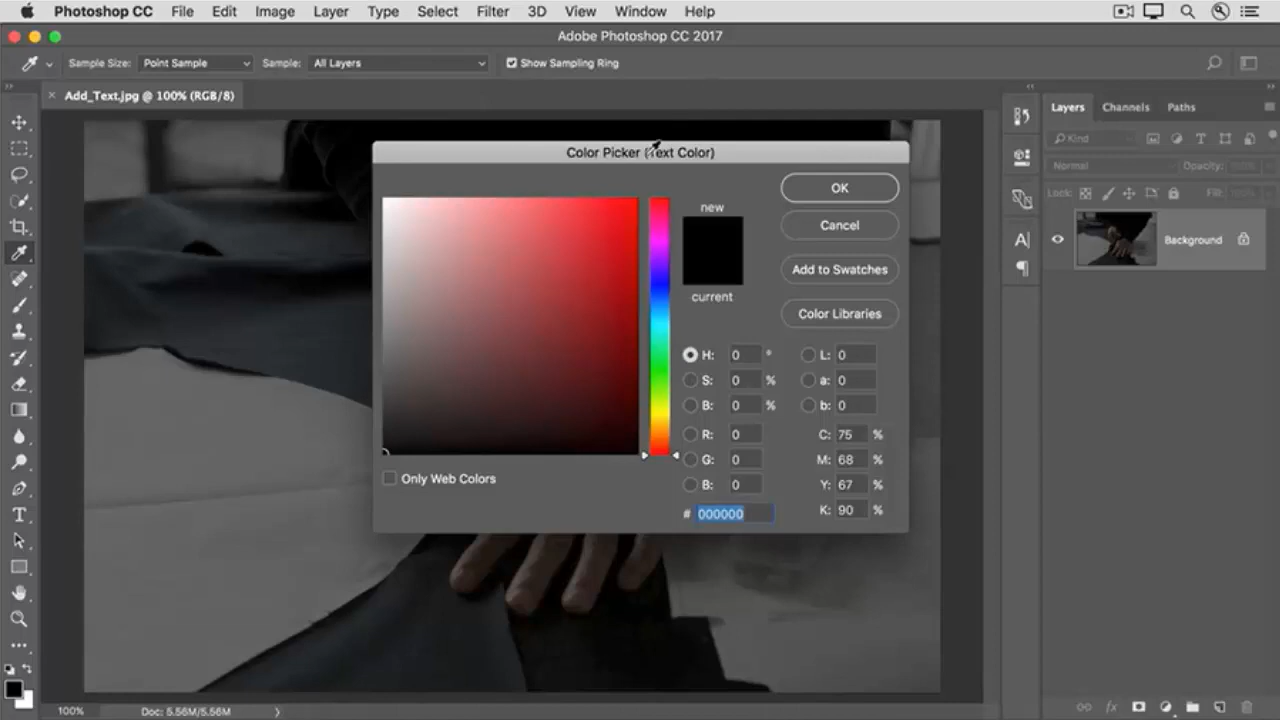 Photoshop CC File Edit Image Layer Type Select Filter 3D View Window Help
Adobe Photoshop CC 2017
Sample Size: Point Sample Sample: All Layers Show Sampling Ring
× Add_Text.jpg @ 100% (RGB/8)
Layers Channels Paths
Kind
Normal Opacity: 100%
Lock: Fill: 100%
Background
Color Picker (Text Color)
new
current
OK
Cancel
Add to Swatches
Color Libraries
H: 0 °
S: 0 %
B: 0 %
L: 0
a: 0
b: 0
R: 0
G: 0
B: 0
# 000000
C: 75 %
M: 68 %
Y: 67 %
K: 90 %
Only Web Colors
A
T
fx
100% Doc: 5.56M/5.56M